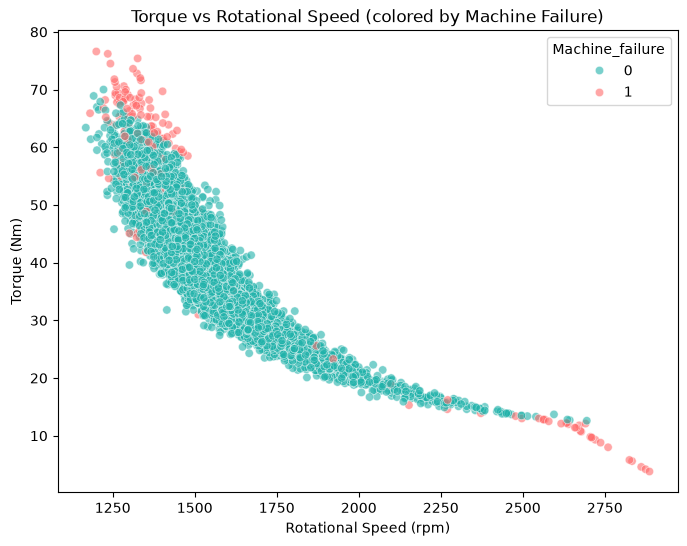 Torque vs Rotational Speed (colored by Machine Failure)
Machine_failure
0
1
80
70
60
50
40
30
20
10
Torque (Nm)
1250 1500 1750 2000 2250 2500 2750
Rotational Speed (rpm)